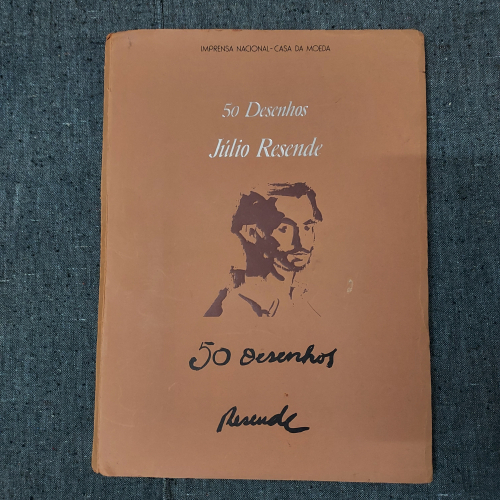 IMPRENSA NACIONAL-CASA DA MOEDA
50 Desenhos
Júlio Resende
50 Desenhos
Resende